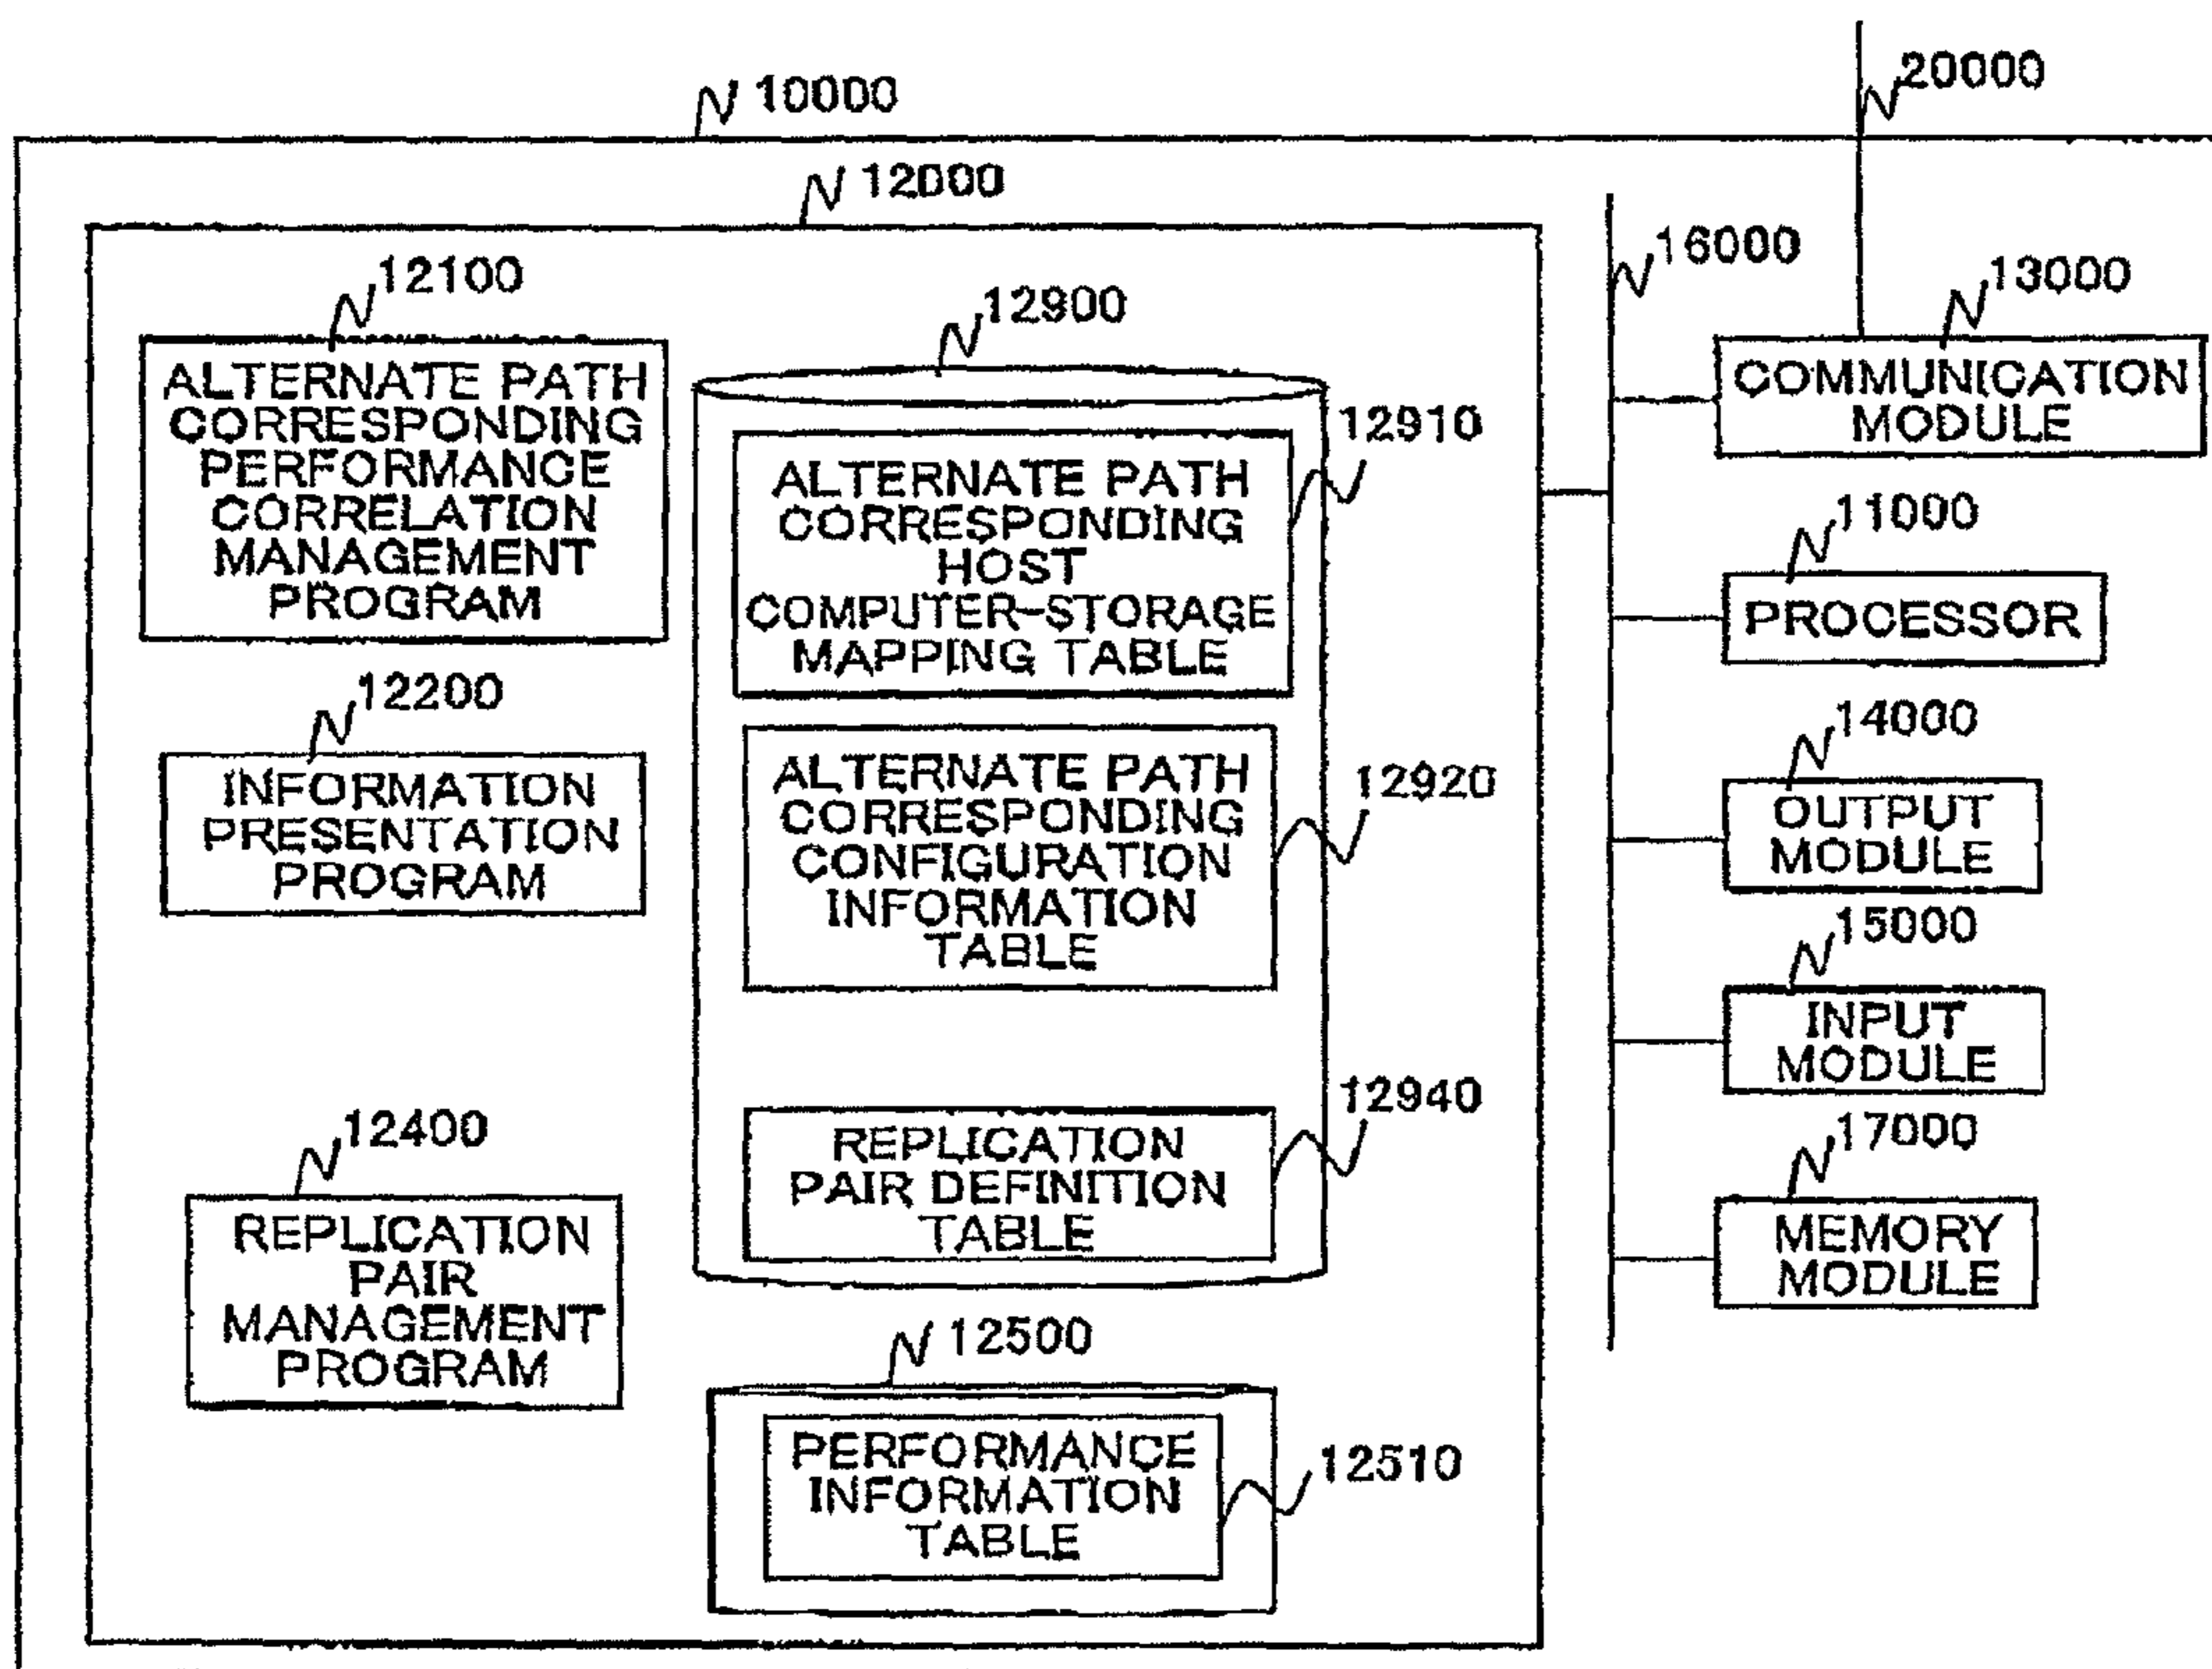 10000
20000
12000
16000
12100
ALTERNATE PATH
CORRESPONDING
PERFORMANCE
CORRELATION
MANAGEMENT
PROGRAM
12200
INFORMATION
PRESENTATION
PROGRAM
12400
REPLICATION
PAIR
MANAGEMENT
PROGRAM
12900
12910
ALTERNATE PATH
CORRESPONDING
HOST
COMPUTER-STORAGE
MAPPING TABLE
12920
ALTERNATE PATH
CORRESPONDING
CONFIGURATION
INFORMATION
TABLE
12940
REPLICATION
PAIR DEFINITION
TABLE
12500
12510
PERFORMANCE
INFORMATION
TABLE
13000
COMMUNICATION
MODULE
11000
PROCESSOR
14000
OUTPUT
MODULE
15000
INPUT
MODULE
17000
MEMORY
MODULE